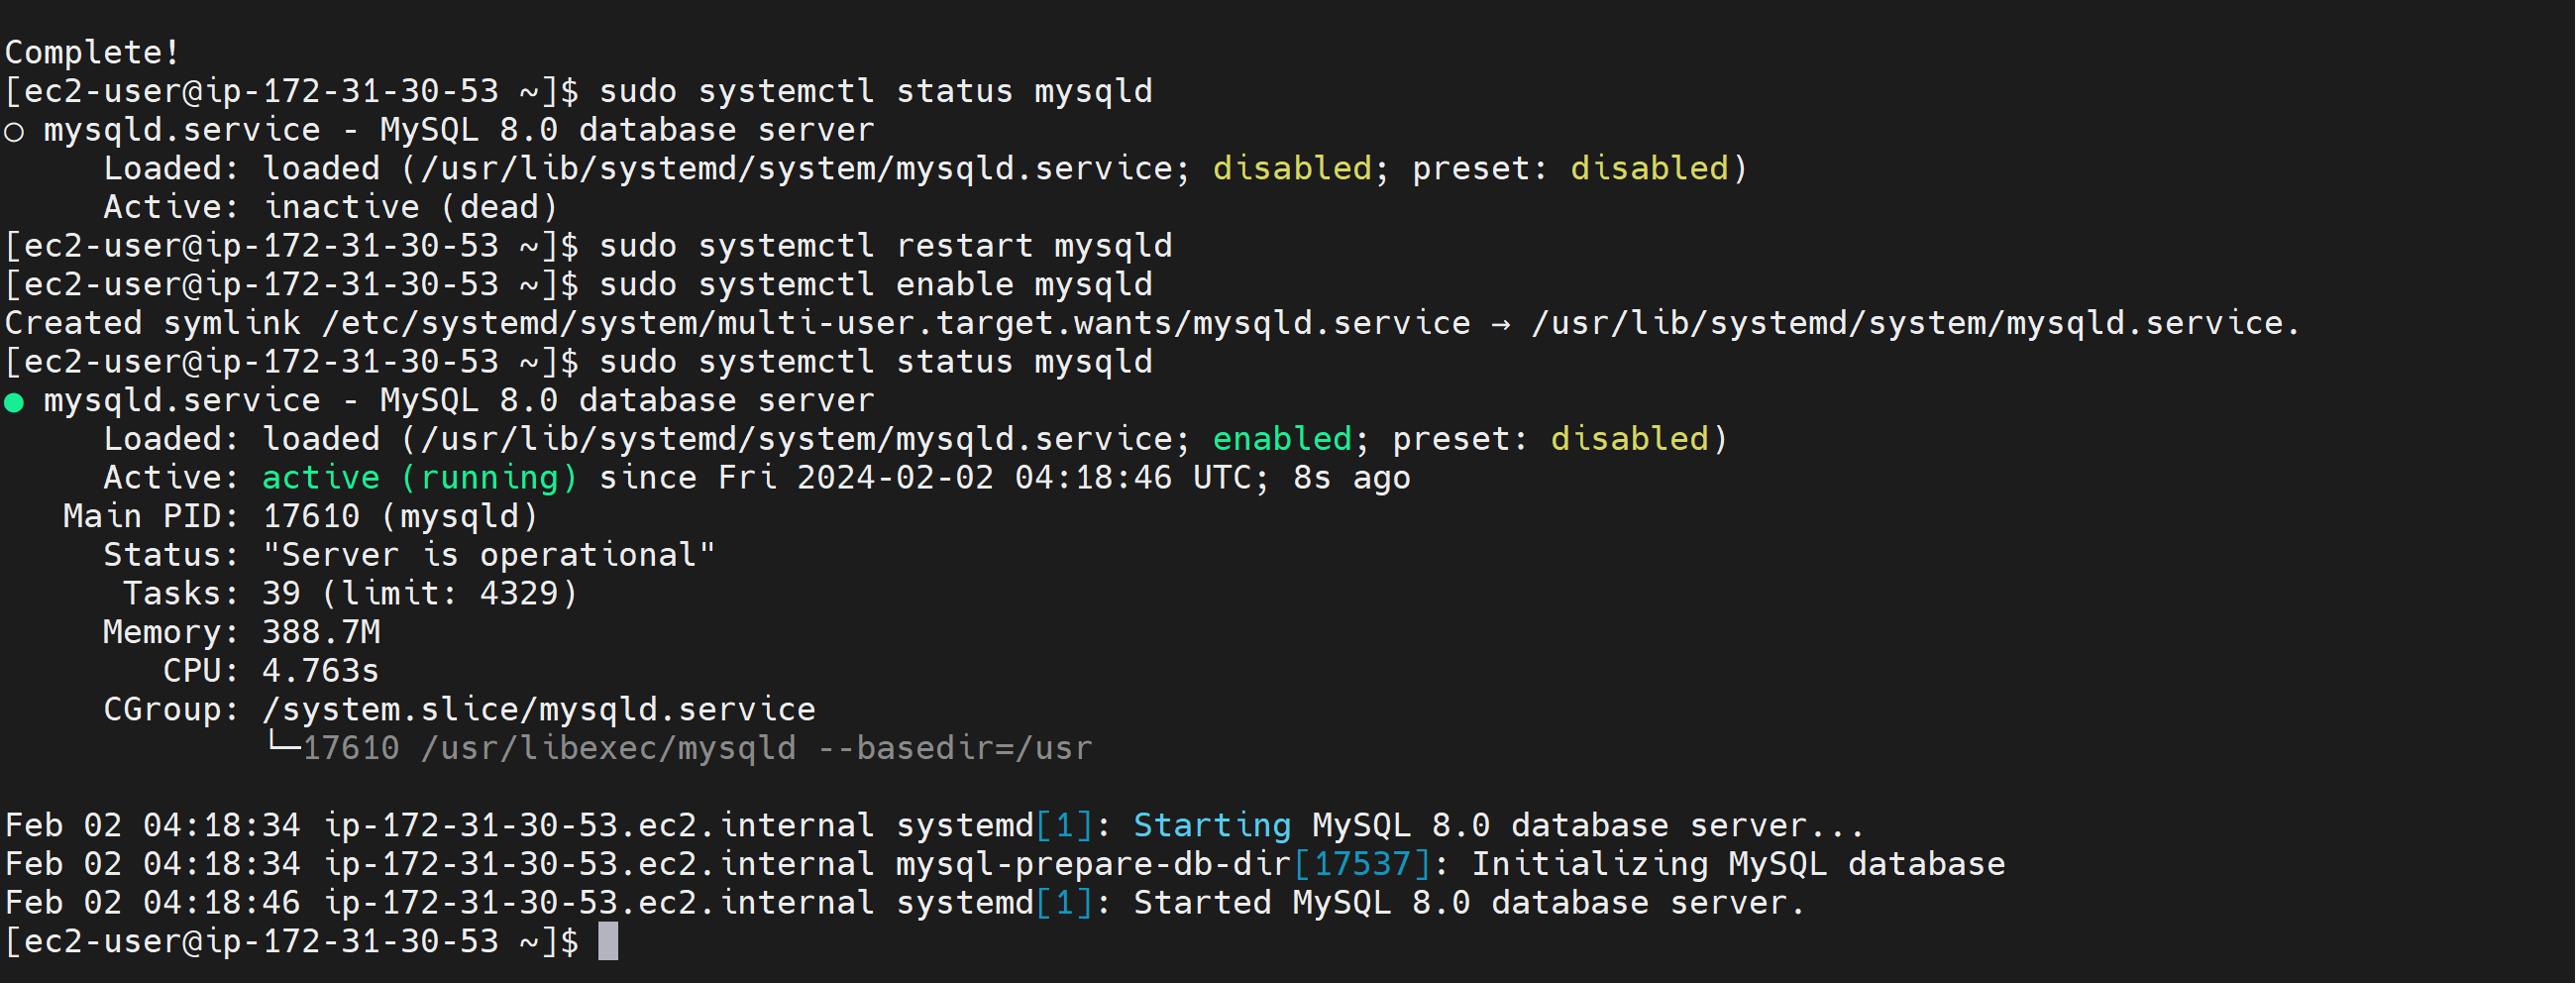 Complete!
[ec2-user@ip-172-31-30-53 ~]$ sudo systemctl status mysqld
○ mysqld.service - MySQL 8.0 database server
     Loaded: loaded (/usr/lib/systemd/system/mysqld.service; disabled; preset: disabled)
     Active: inactive (dead)
[ec2-user@ip-172-31-30-53 ~]$ sudo systemctl restart mysqld
[ec2-user@ip-172-31-30-53 ~]$ sudo systemctl enable mysqld
Created symlink /etc/systemd/system/multi-user.target.wants/mysqld.service → /usr/lib/systemd/system/mysqld.service.
[ec2-user@ip-172-31-30-53 ~]$ sudo systemctl status mysqld
● mysqld.service - MySQL 8.0 database server
     Loaded: loaded (/usr/lib/systemd/system/mysqld.service; enabled; preset: disabled)
     Active: active (running) since Fri 2024-02-02 04:18:46 UTC; 8s ago
   Main PID: 17610 (mysqld)
     Status: "Server is operational"
      Tasks: 39 (limit: 4329)
     Memory: 388.7M
        CPU: 4.763s
     CGroup: /system.slice/mysqld.service
             └─17610 /usr/libexec/mysqld --basedir=/usr

Feb 02 04:18:34 ip-172-31-30-53.ec2.internal systemd[1]: Starting MySQL 8.0 database server...
Feb 02 04:18:34 ip-172-31-30-53.ec2.internal mysql-prepare-db-dir[17537]: Initializing MySQL database
Feb 02 04:18:46 ip-172-31-30-53.ec2.internal systemd[1]: Started MySQL 8.0 database server.
[ec2-user@ip-172-31-30-53 ~]$